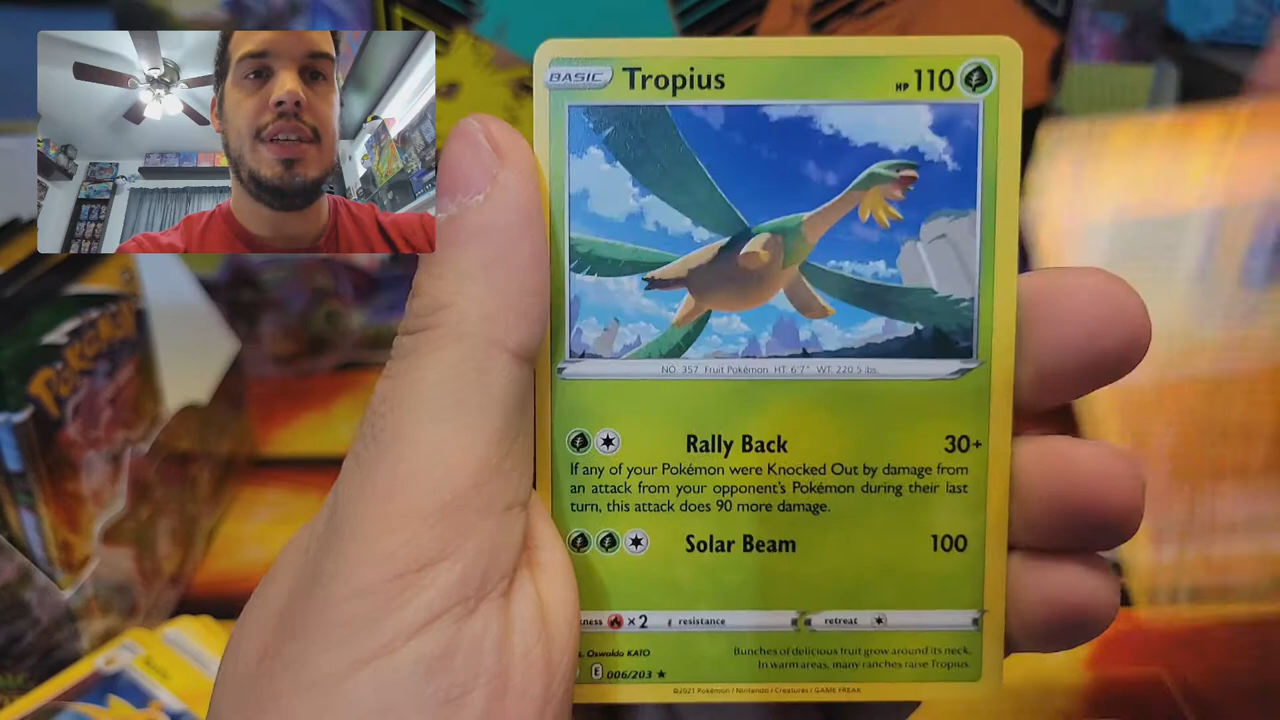 BASIC Tropius HP 110
NO. 357 Fruit Pokémon HT: 6'7" WT: 220.5 lbs.
Rally Back 30+
If any of your Pokémon were Knocked Out by damage from
an attack from your opponent's Pokémon during their last
turn, this attack does 90 more damage.
Solar Beam 100
ness ×2 resistance retreat
s. Oswaldo KATO
Bunches of delicious fruit grow around its neck.
In warm areas, many ranches raise Tropius.
E 006/203 ★
©2021 Pokémon / Nintendo / Creatures / GAME FREAK
POKÉMON